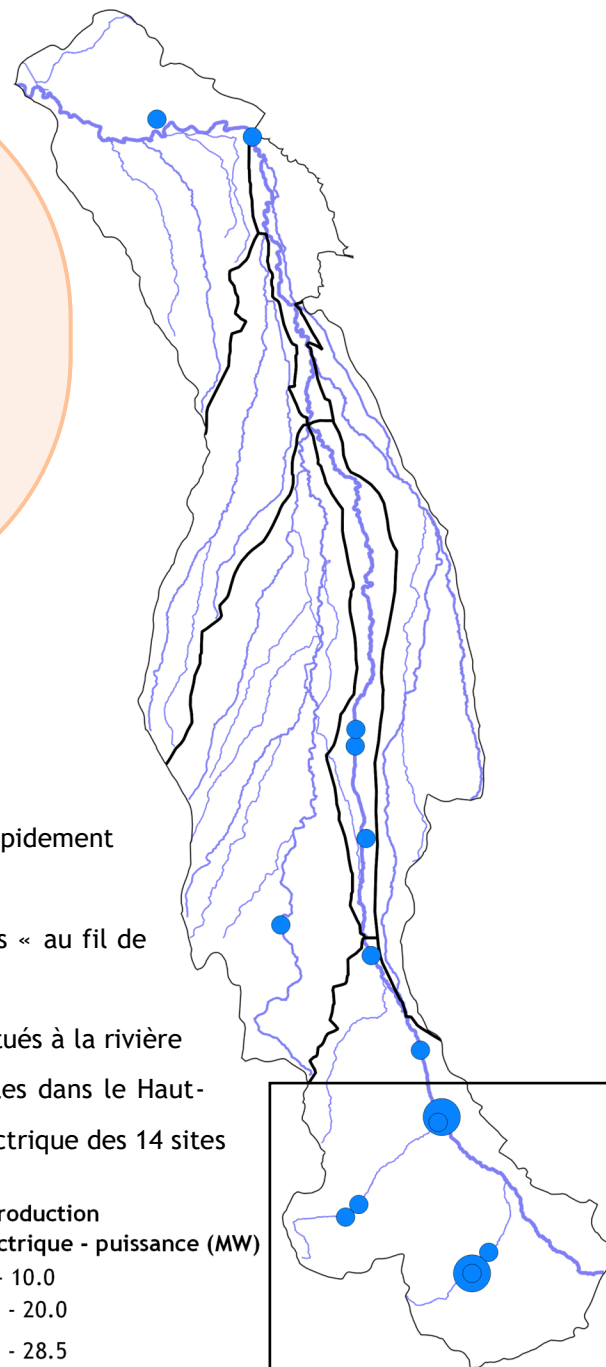 pidement
s « au fil de
tués à la rivière
les dans le Haut-
ctrique des 14 sites
roduction
ctrique - puissance (MW)
- 10.0
- 20.0
- 28.5